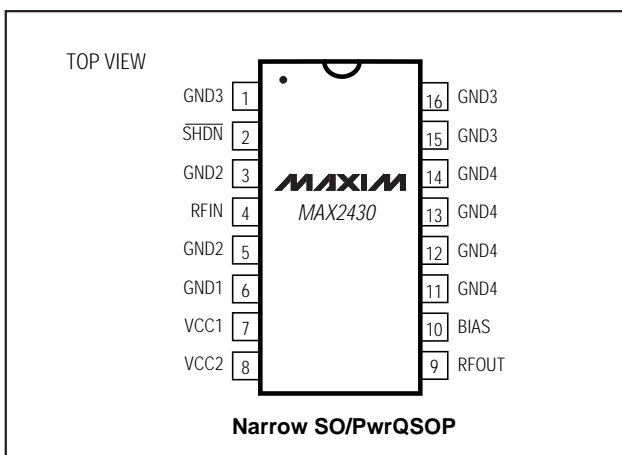 TOP VIEW
GND3 1
SHDN 2
GND2 3
RFIN 4
GND2 5
GND1 6
VCC1 7
VCC2 8
MAXIM
MAX2430
16 GND3
15 GND3
14 GND4
13 GND4
12 GND4
11 GND4
10 BIAS
9 RFOUT
Narrow SO/PwrQSOP